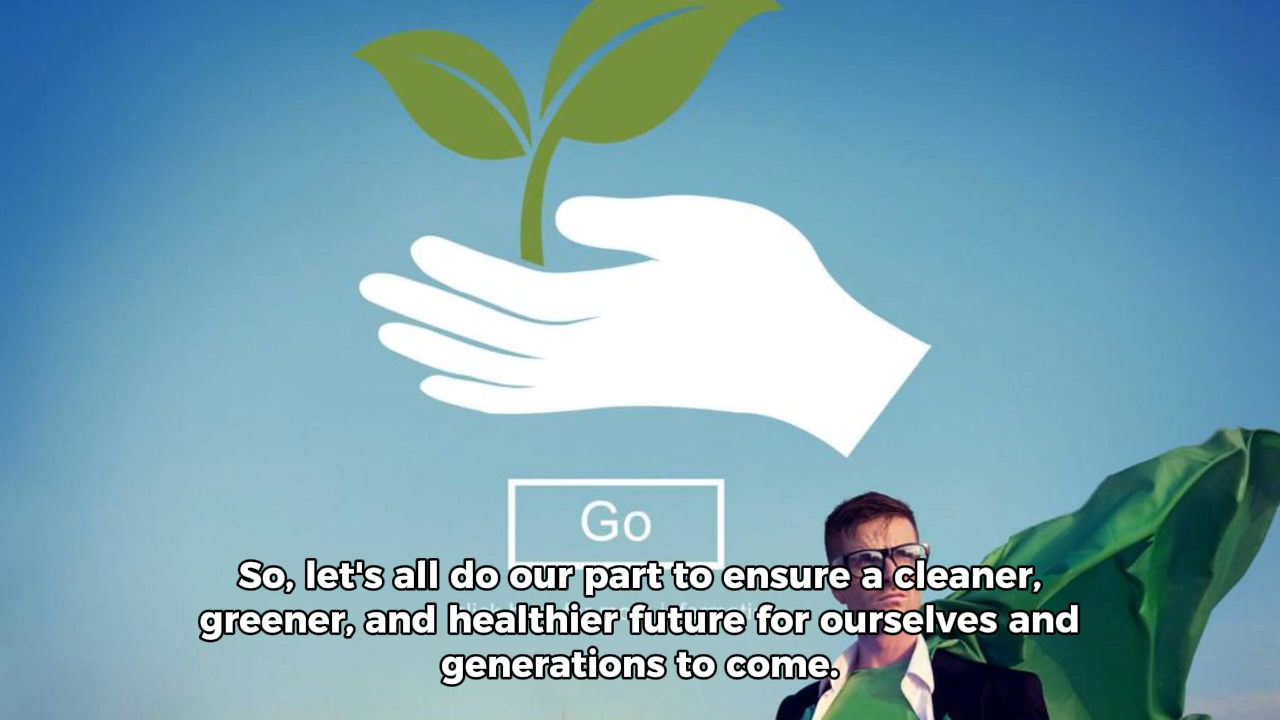 Go
So, let's all do our part to ensure a cleaner,
greener, and healthier future for ourselves and
generations to come.